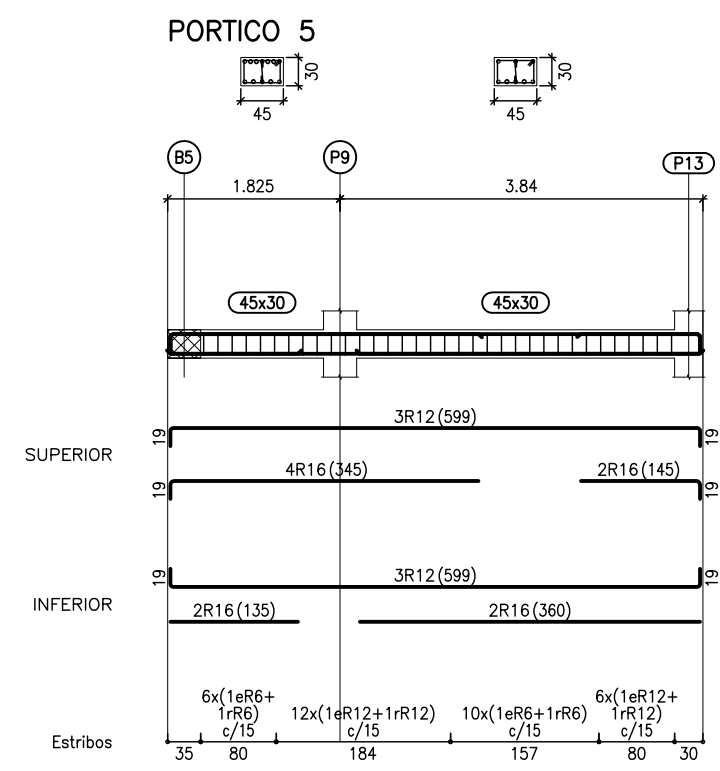 PORTICO 5
30
45
30
45
B5
P9
P13
1.825
3.84
45x30
45x30
3R12(599)
19
19
SUPERIOR
4R16(345)
2R16(145)
19
19
3R12(599)
19
19
INFERIOR
2R16(135)
2R16(360)
6x(1eR6+
1rR6)
c/15
12x(1eR12+1rR12)
c/15
10x(1eR6+1rR6)
c/15
6x(1eR12+
1rR12)
c/15
Estribos
35
80
184
157
80
30